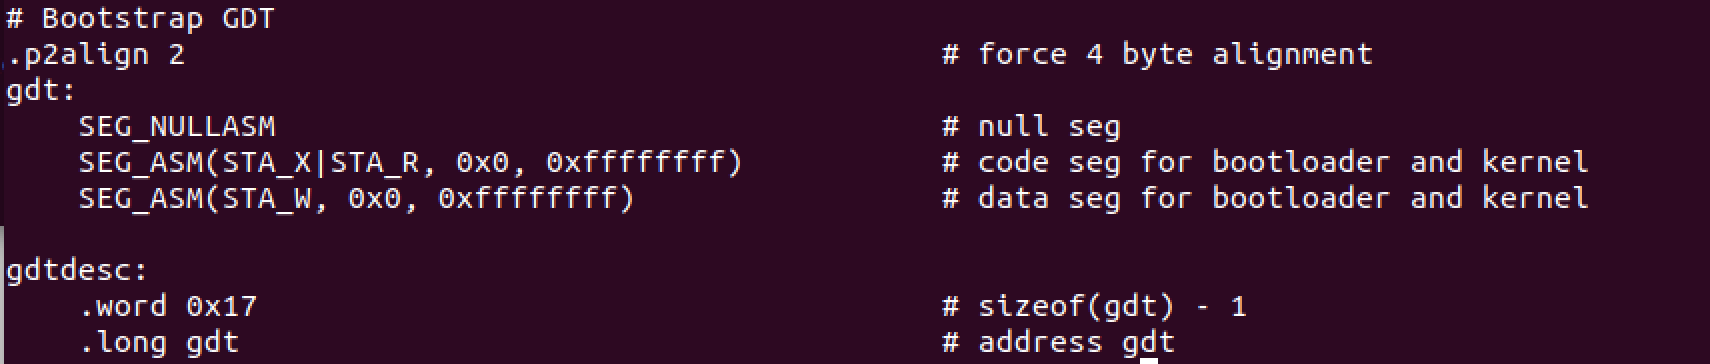 # Bootstrap GDT
.p2align 2                                          # force 4 byte alignment
gdt:
    SEG_NULLASM                                     # null seg
    SEG_ASM(STA_X|STA_R, 0x0, 0xffffffff)           # code seg for bootloader and kernel
    SEG_ASM(STA_W, 0x0, 0xffffffff)                 # data seg for bootloader and kernel

gdtdesc:
    .word 0x17                                      # sizeof(gdt) - 1
    .long gdt                                       # address gdt